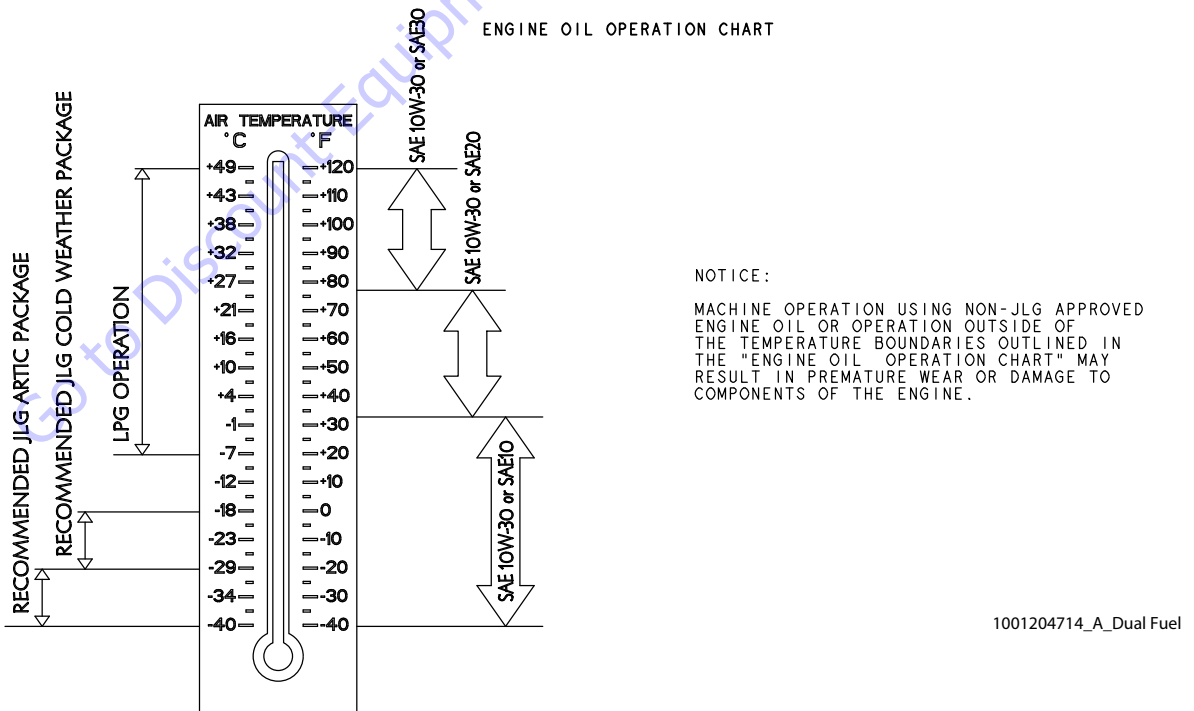 ENGINE OIL OPERATION CHART
AIR TEMPERATURE
°C °F
+49 +120
+43 +110
+38 +100
+32 +90
+27 +80
+21 +70
+16 +60
+10 +50
+4 +40
-1 +30
-7 +20
-12 +10
-18 0
-23 -10
-29 -20
-34 -30
-40 -40
RECOMMENDED JLG ARTIC PACKAGE
RECOMMENDED JLG COLD WEATHER PACKAGE
LPG OPERATION
SAE 10W-30 or SAE30
SAE 10W-30 or SAE20
SAE 10W-30 or SAE10
NOTICE:
MACHINE OPERATION USING NON-JLG APPROVED
ENGINE OIL OR OPERATION OUTSIDE OF
THE TEMPERATURE BOUNDARIES OUTLINED IN
THE "ENGINE OIL OPERATION CHART" MAY
RESULT IN PREMATURE WEAR OR DAMAGE TO
COMPONENTS OF THE ENGINE.
1001204714_A_Dual Fuel
Go to Discount-Equipm